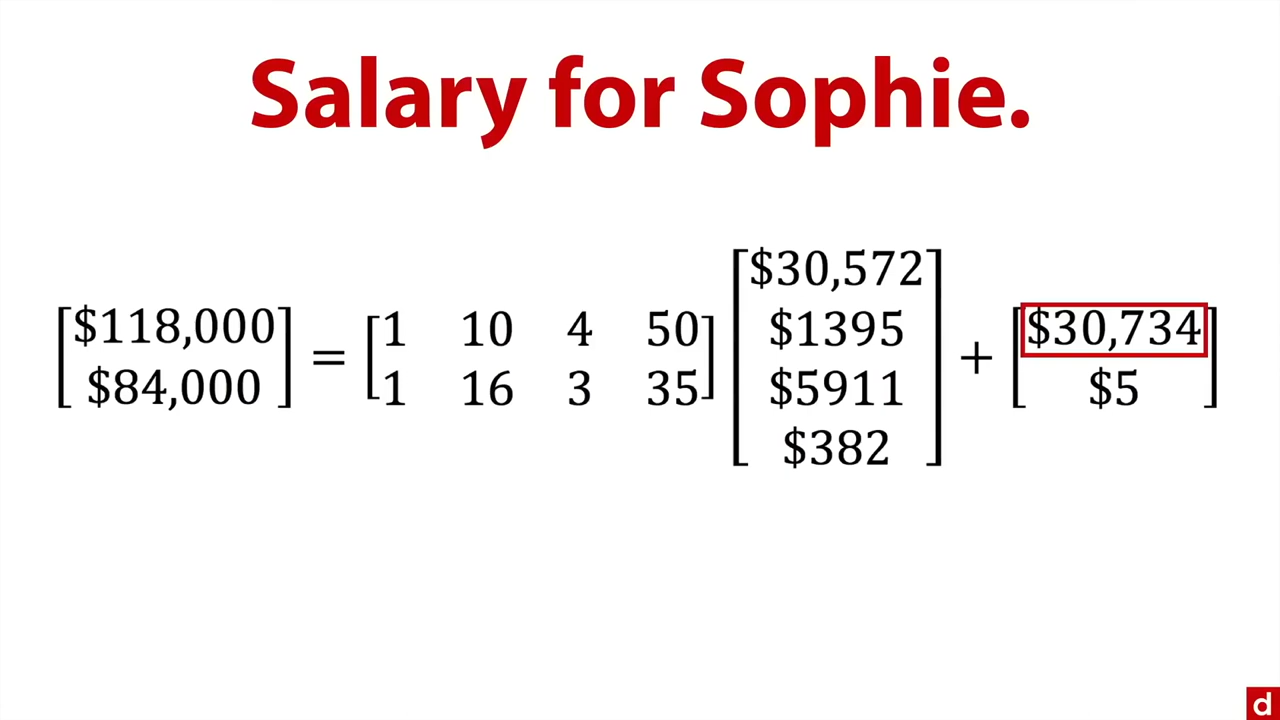 Salary for Sophie.
[$118,000 $84,000] = [1 10 4 50 1 16 3 35] [$30,572 $1395 $5911 $382] + [$30,734 $5]
d